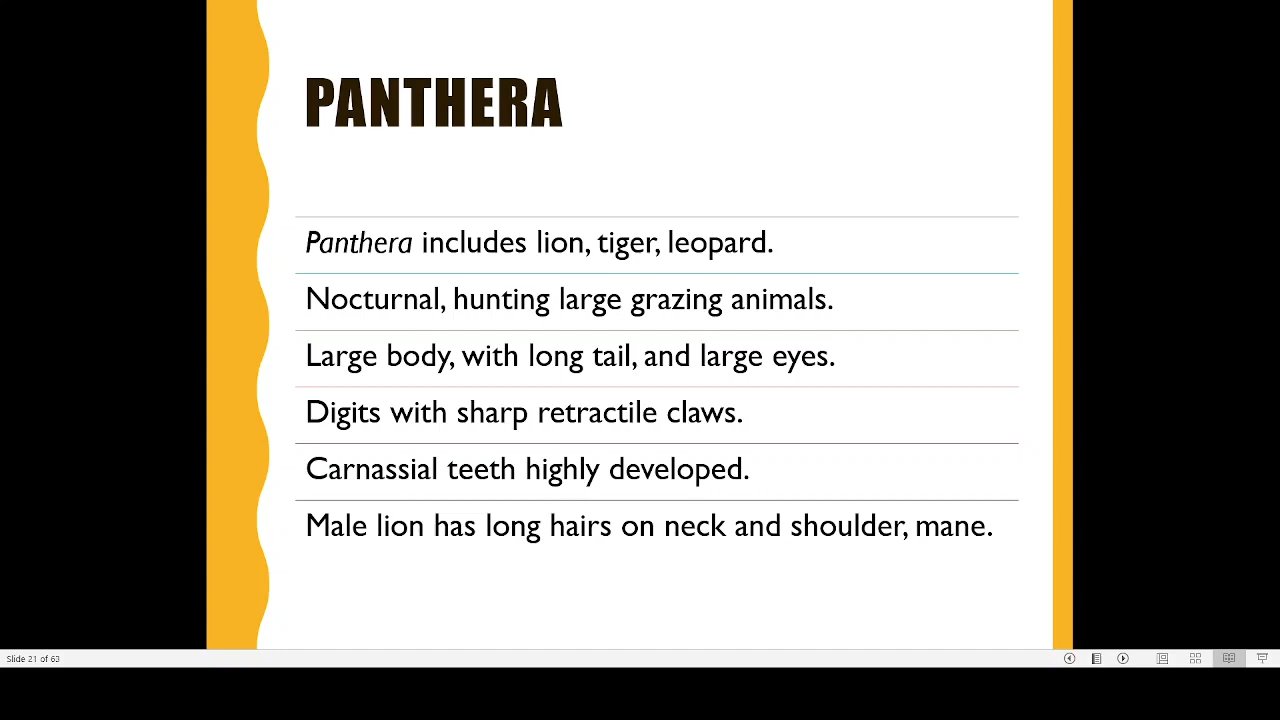 PANTHERA
Panthera includes lion, tiger, leopard.
Nocturnal, hunting large grazing animals.
Large body, with long tail, and large eyes.
Digits with sharp retractile claws.
Carnassial teeth highly developed.
Male lion has long hairs on neck and shoulder, mane.
Slide 21 of 63